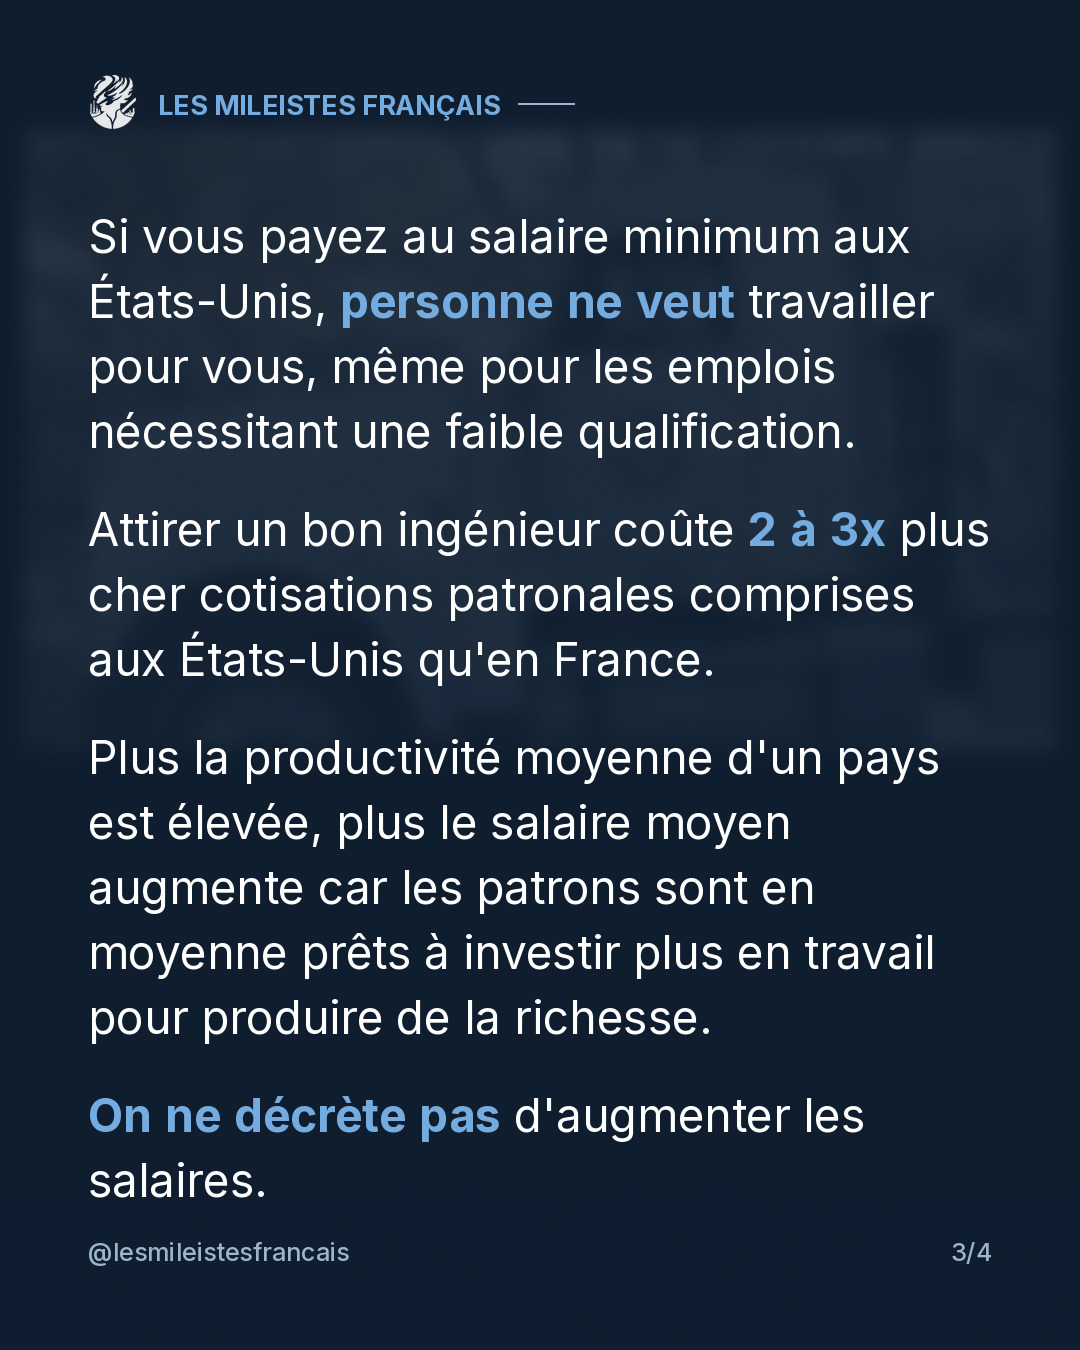 LES MILEISTES FRANÇAIS
Si vous payez au salaire minimum aux
États-Unis, personne ne veut travailler
pour vous, même pour les emplois
nécessitant une faible qualification.
Attirer un bon ingénieur coûte 2 à 3x plus
cher cotisations patronales comprises
aux États-Unis qu'en France.
Plus la productivité moyenne d'un pays
est élevée, plus le salaire moyen
augmente car les patrons sont en
moyenne prêts à investir plus en travail
pour produire de la richesse.
On ne décrète pas d'augmenter les
salaires.
@lesmileistesfrancais
3/4